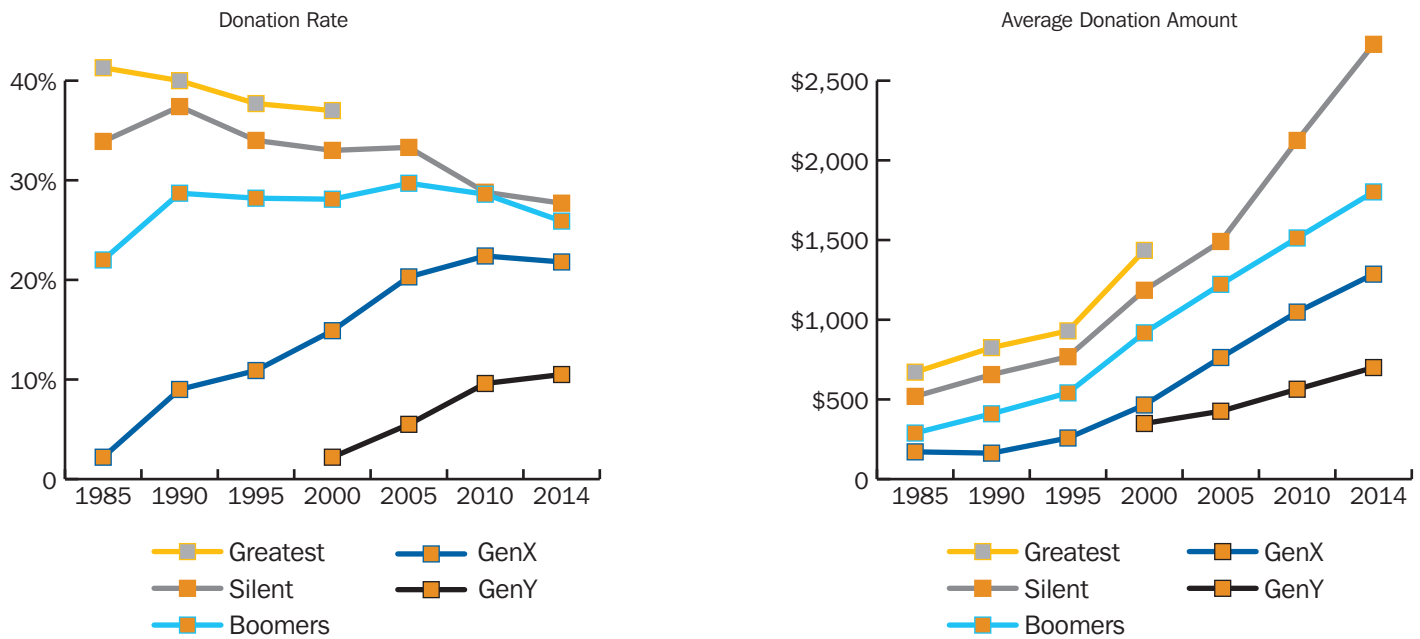 Donation Rate
40%
30%
20%
10%
0
1985 1990 1995 2000 2005 2010 2014
Greatest GenX
Silent GenY
Boomers
Average Donation Amount
$2,500
$2,000
$1,500
$1,000
$500
0
1985 1990 1995 2000 2005 2010 2014
Greatest GenX
Silent GenY
Boomers